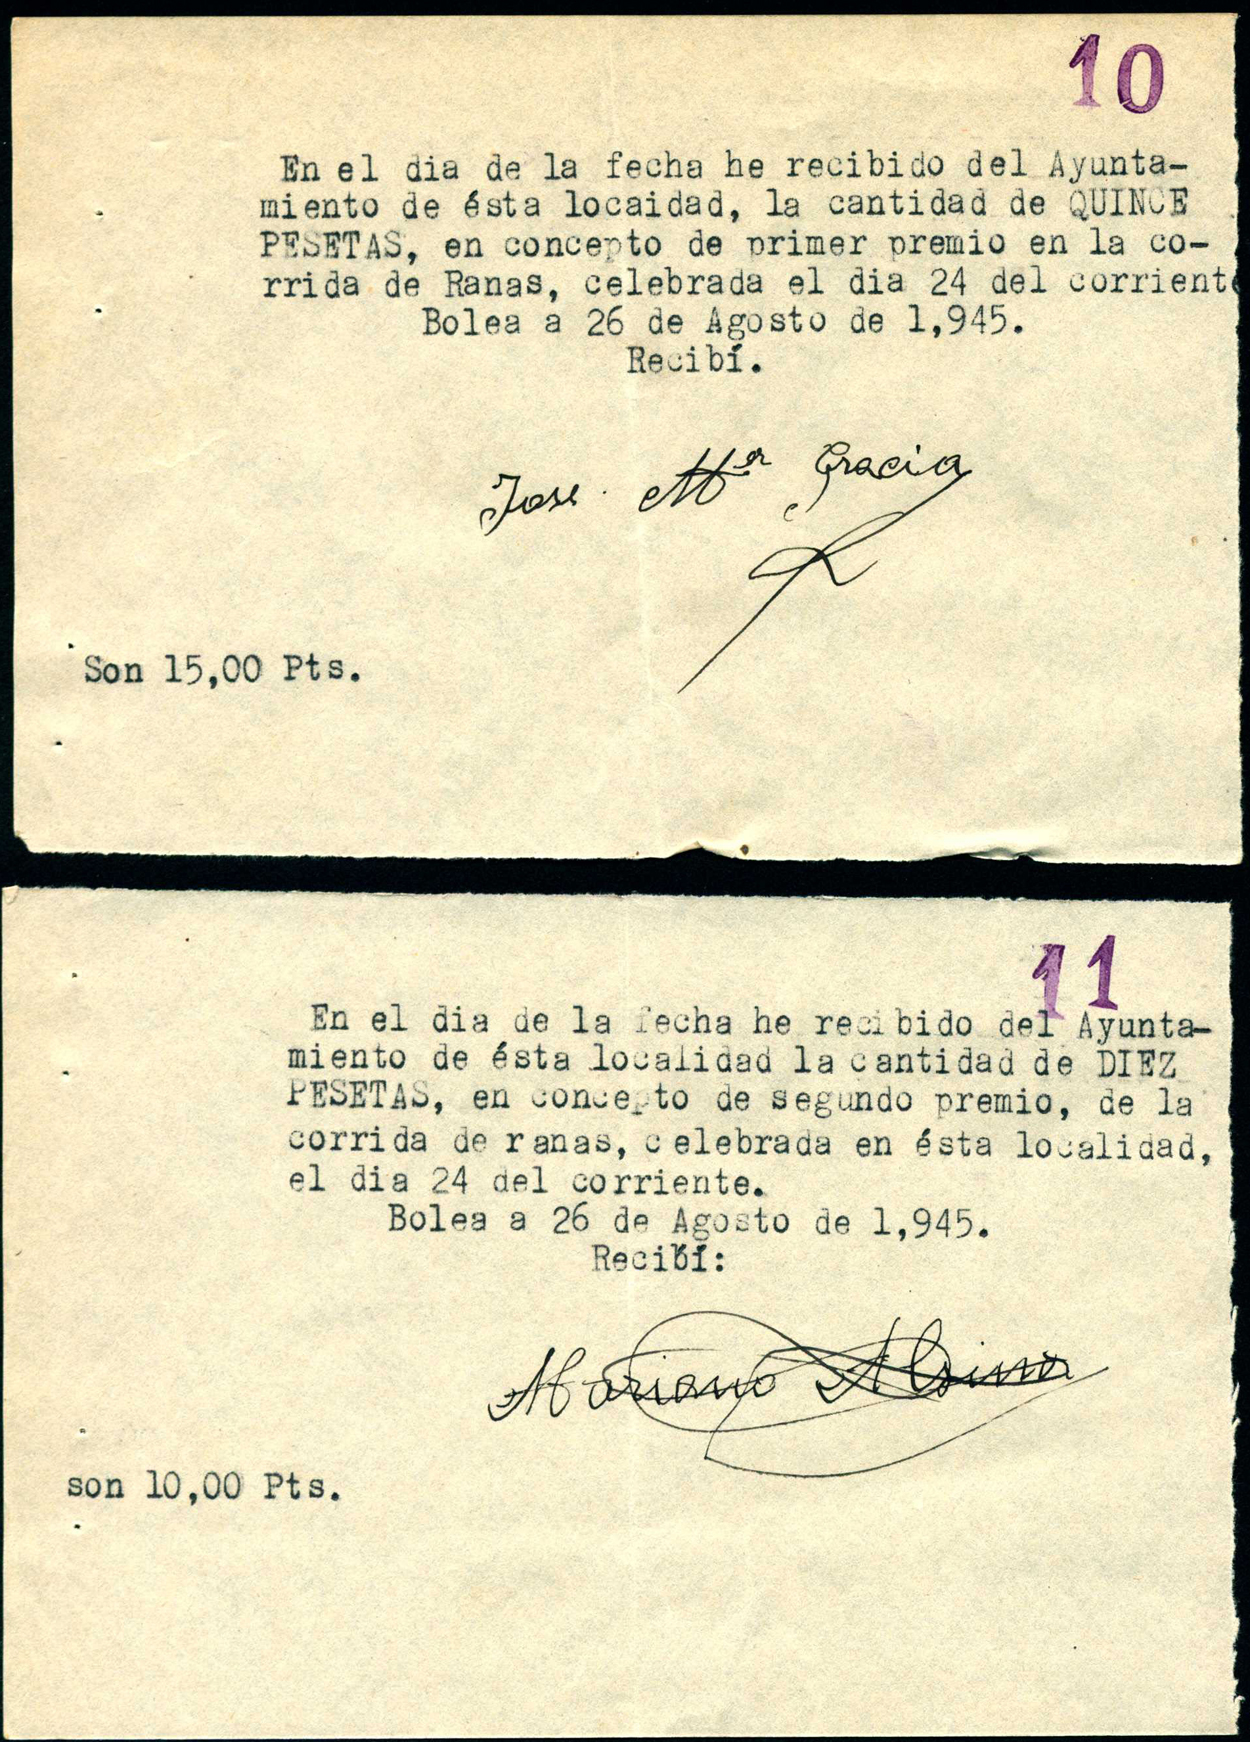 10
En el dia de la fecha he recibido del Ayunta-
miento de ésta locaidad, la cantidad de QUINCE
PESETAS, en concepto de primer premio en la co-
rrida de Ranas, celebrada el dia 24 del corriente
Bolea a 26 de Agosto de 1,945.
Recibí.
Jose Mª Gracia
Son 15,00 Pts.
11
En el dia de la fecha he recibido del Ayunta-
miento de ésta localidad la cantidad de DIEZ
PESETAS, en concepto de segundo premio, de la
corrida de ranas, celebrada en ésta localidad,
el dia 24 del corriente.
Bolea a 26 de Agosto de 1,945.
Recibí:
Mariano Alsina
son 10,00 Pts.